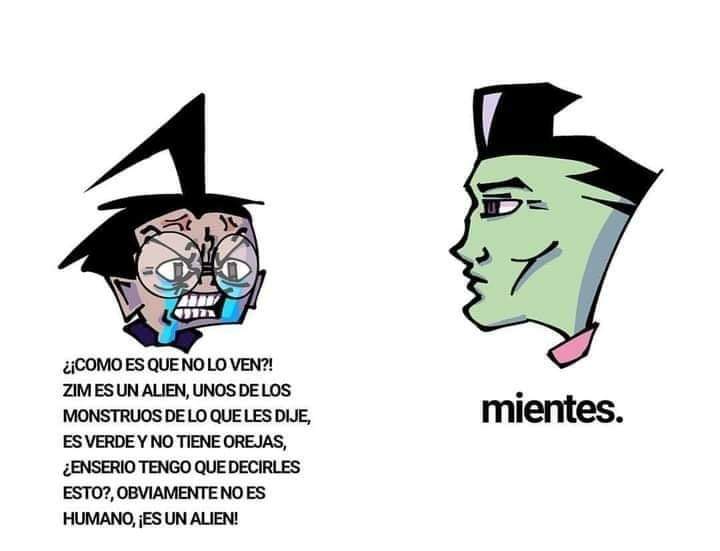 ¿¡COMO ES QUE NO LO VEN?!
ZIM ES UN ALIEN, UNOS DE LOS
MONSTRUOS DE LO QUE LES DIJE,
ES VERDE Y NO TIENE OREJAS,
¿ENSERIO TENGO QUE DECIRLES
ESTO?, OBVIAMENTE NO ES
HUMANO, ¡ES UN ALIEN!
mientes.